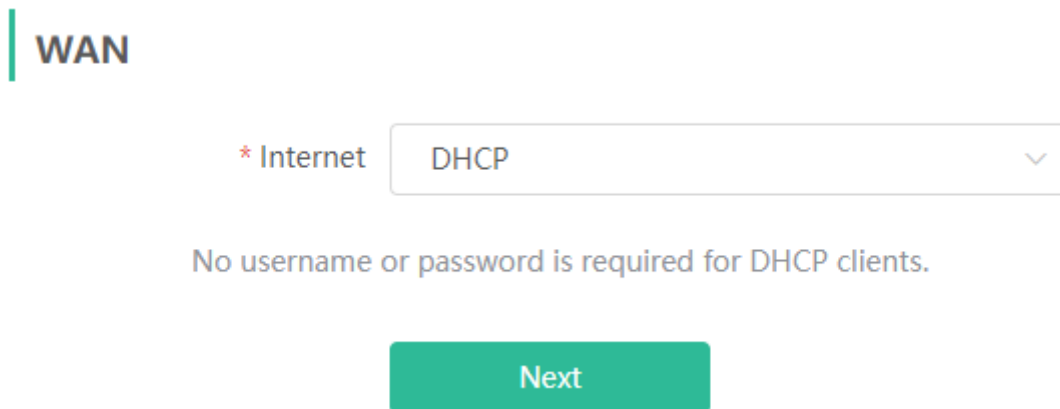 WAN
* Internet DHCP
No username or password is required for DHCP clients.
Next